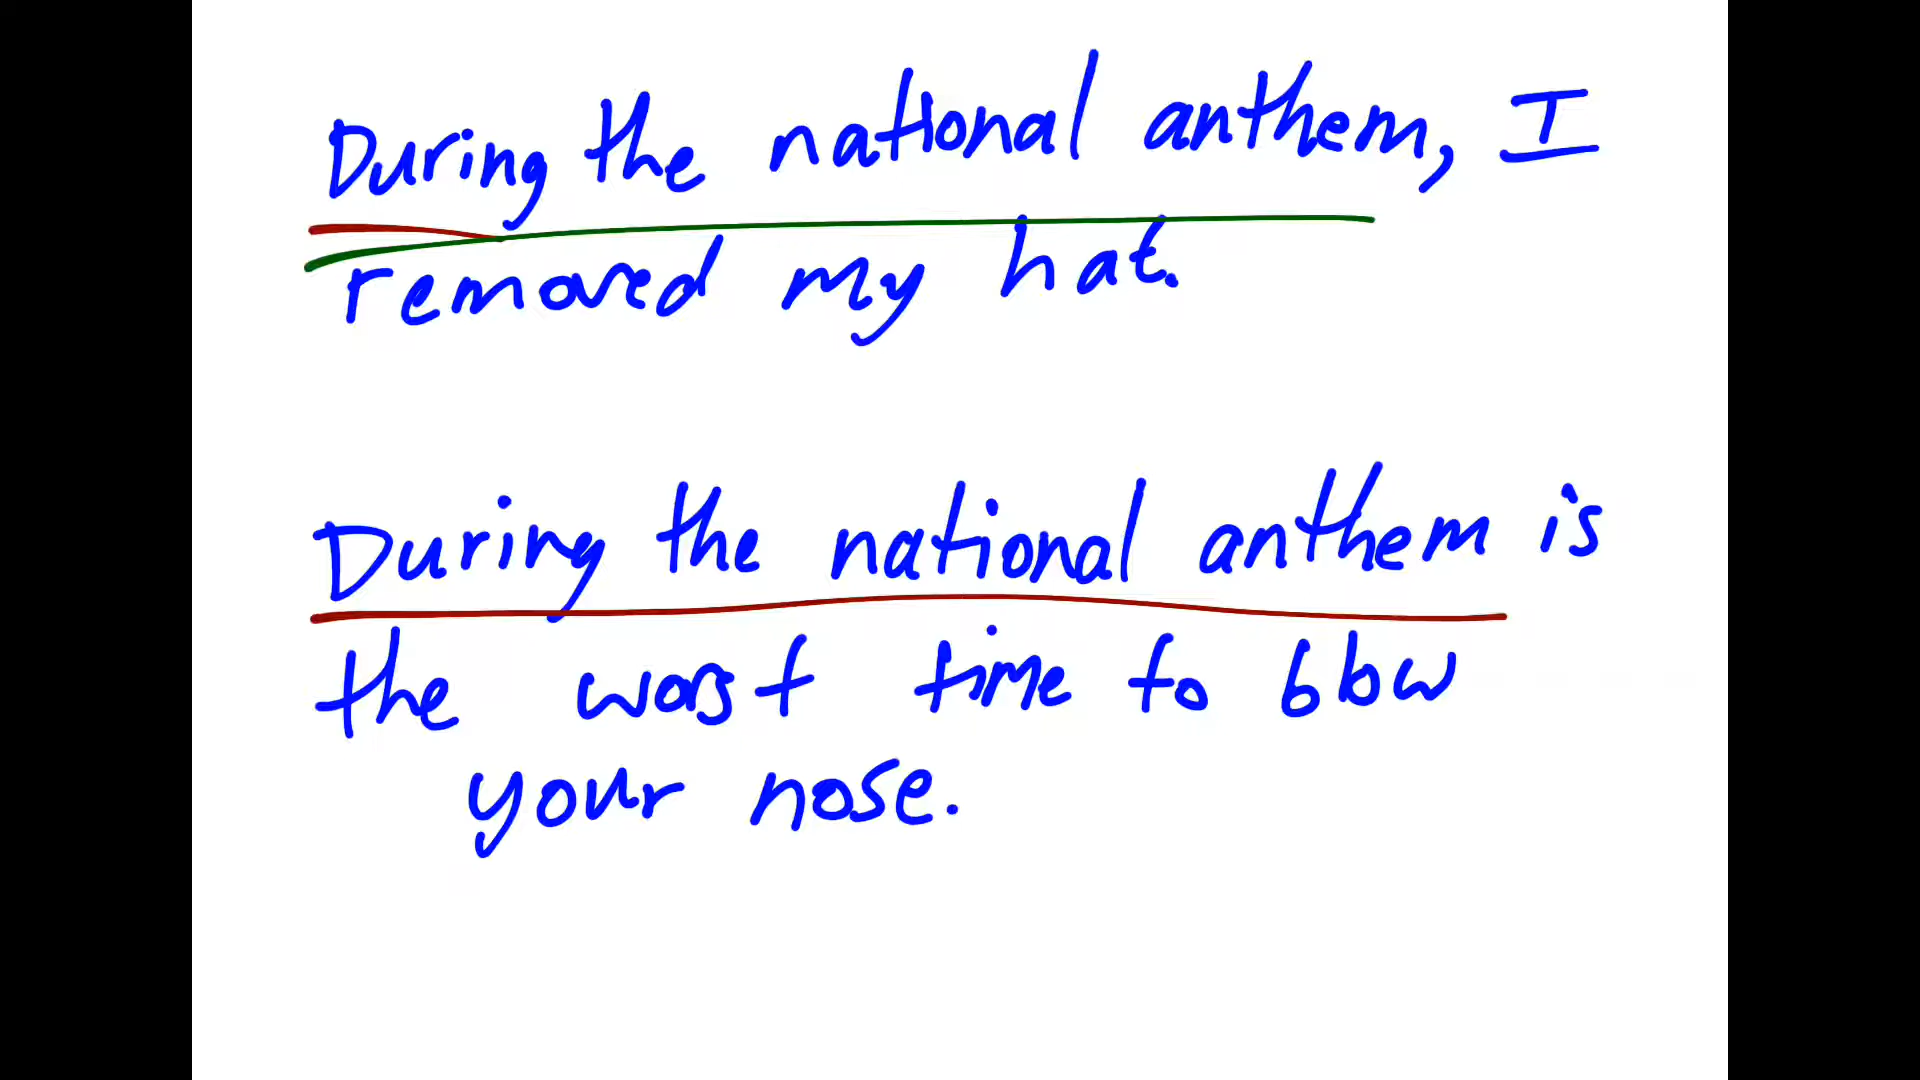 During the national anthem, I
removed my hat.
During the national anthem is
the worst time to blow
your nose.